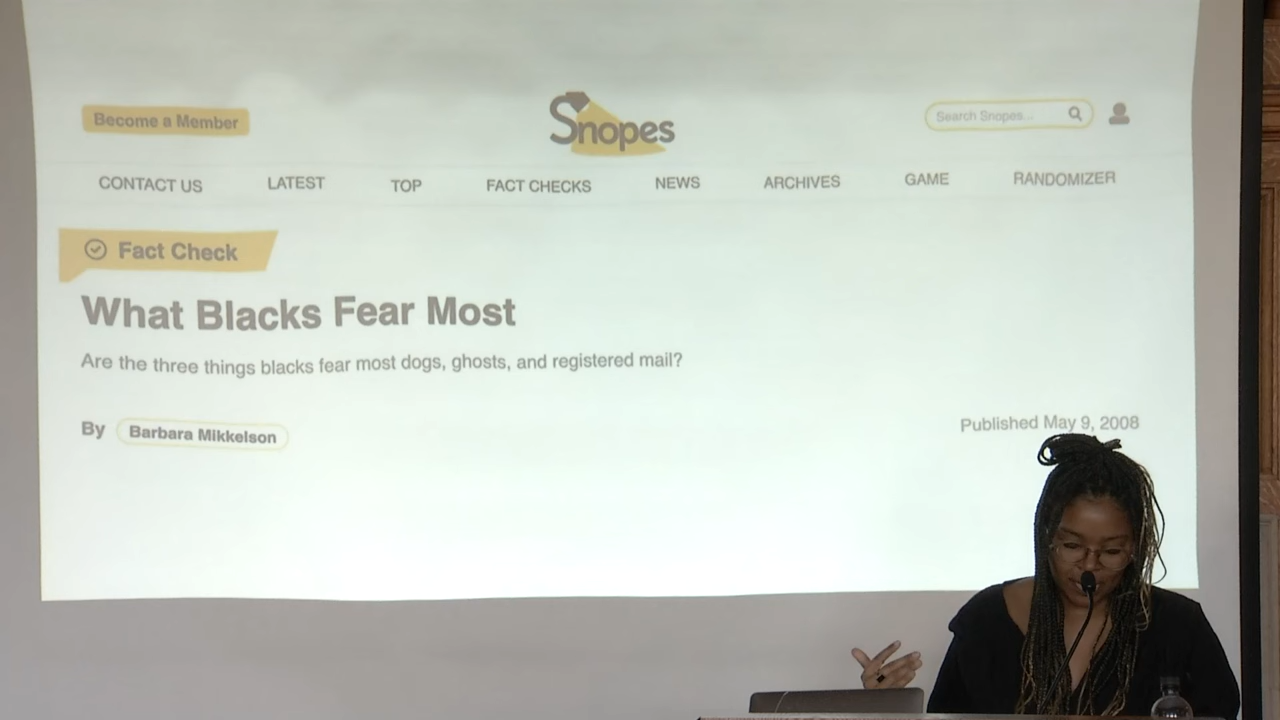 Become a Member
Snopes
Search Snopes...
CONTACT US LATEST TOP FACT CHECKS NEWS ARCHIVES GAME RANDOMIZER
Fact Check
What Blacks Fear Most
Are the three things blacks fear most dogs, ghosts, and registered mail?
By Barbara Mikkelson
Published May 9, 2008